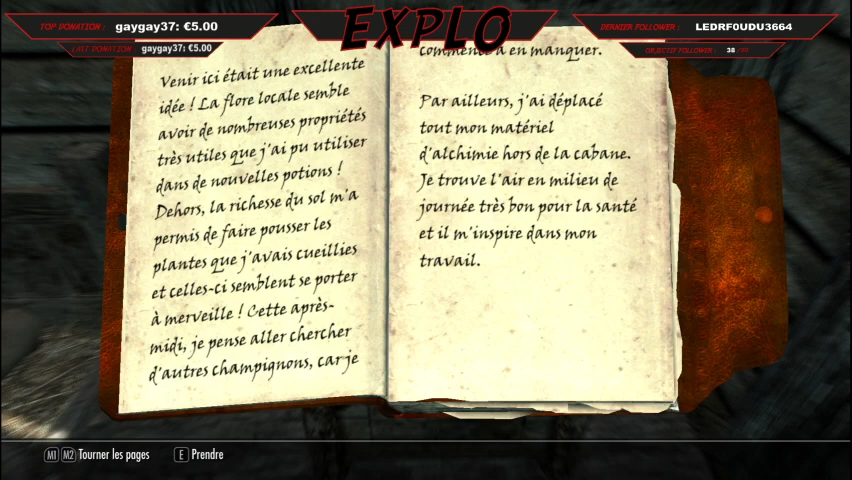 TOP DONATION : gaygay37: €5.00
LAST DONATION : gaygay37: €5.00
EXPLO
DERNIER FOLLOWER : LEDRF0UDU3664
OBJECTIF FOLLOWER : 38
Venir ici était une excellente
idée ! La flore locale semble
avoir de nombreuses propriétés
très utiles que j'ai pu utiliser
dans de nouvelles potions !
Dehors, la richesse du sol m'a
permis de faire pousser les
plantes que j'avais cueillies
et celles-ci semblent se porter
à merveille ! Cette après-
midi, je pense aller chercher
d'autres champignons, car je
commence à en manquer.
Par ailleurs, j'ai déplacé
tout mon matériel
d'alchimie hors de la cabane.
Je trouve l'air en milieu de
journée très bon pour la santé
et il m'inspire dans mon
travail.
M1 M2 Tourner les pages
E Prendre